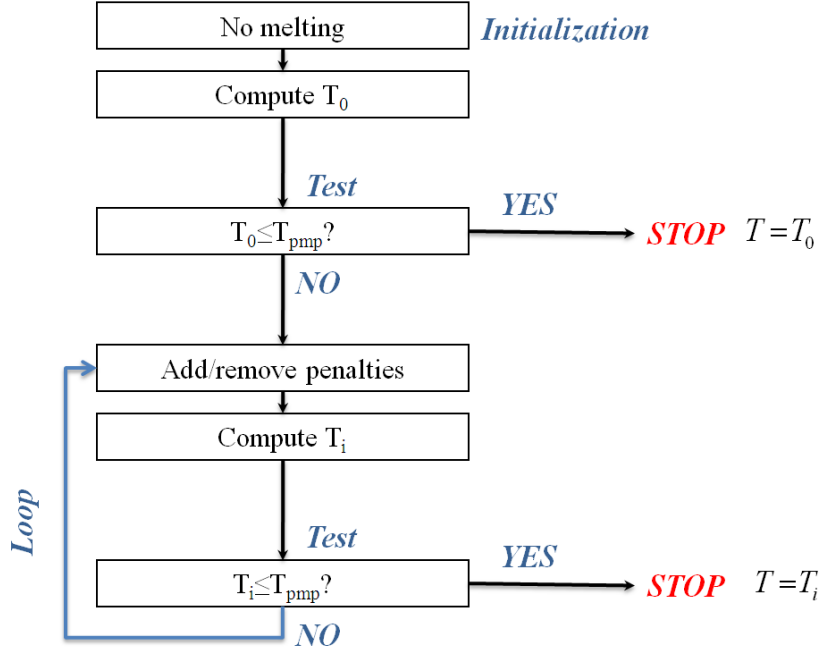 No melting
Initialization
Compute T₀
Test
YES
T₀≤Tpmp?
STOP T = T₀
NO
Add/remove penalties
Compute Tᵢ
Loop
Test
YES
Tᵢ≤Tpmp?
STOP T = Tᵢ
NO